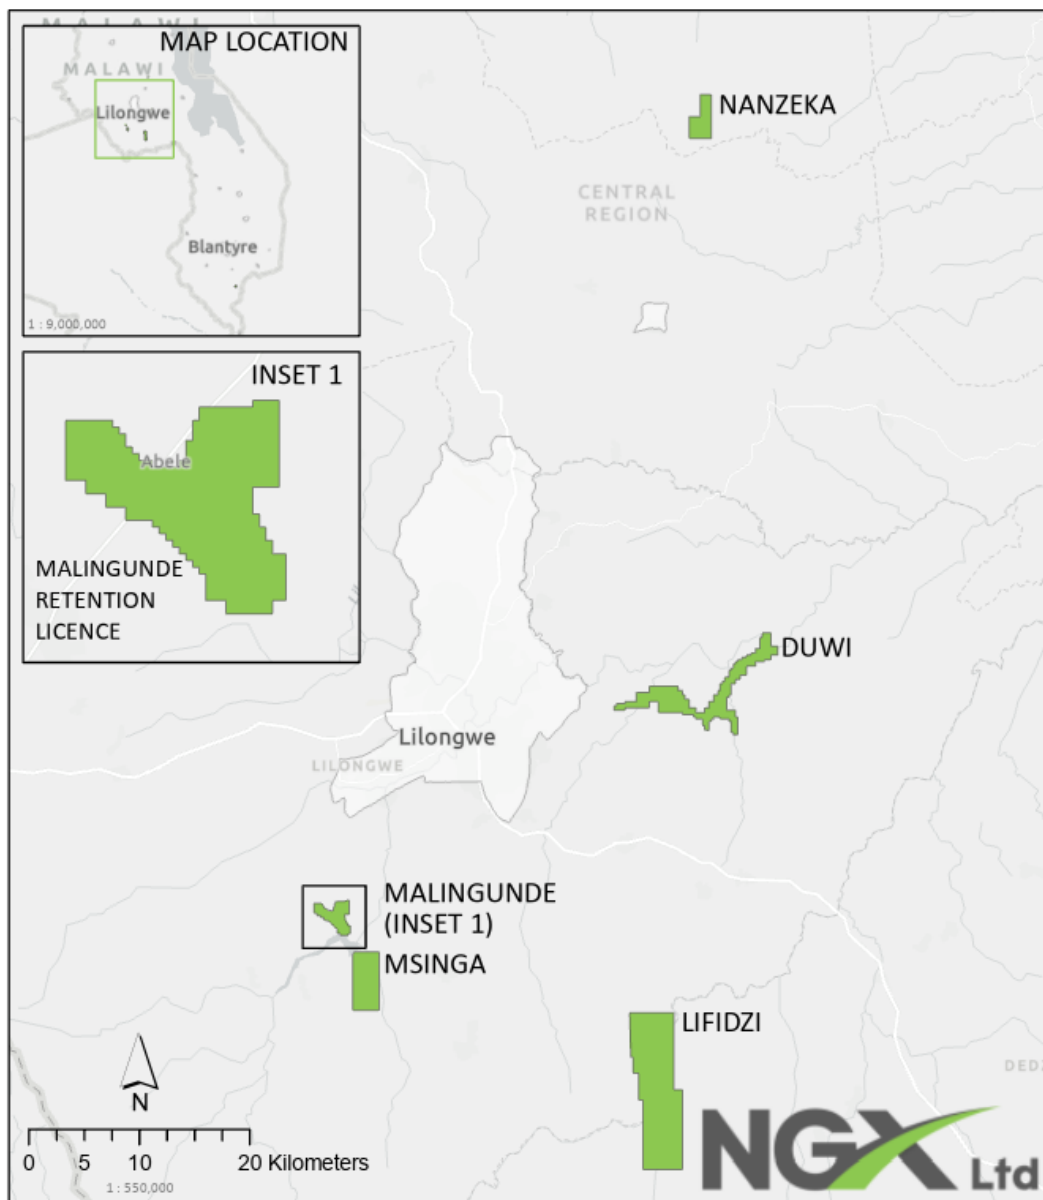 MALAWI
MAP LOCATION
MALAWI
Lilongwe
Blantyre
1 : 9,000,000
NANZEKA
CENTRAL
REGION
INSET 1
Abele
MALINGUNDE
RETENTION
LICENCE
DUWI
Lilongwe
LILONGWE
MALINGUNDE
(INSET 1)
MSINGA
LIFIDZI
N
0 5 10 20 Kilometers
1 : 550,000
NGX
Ltd